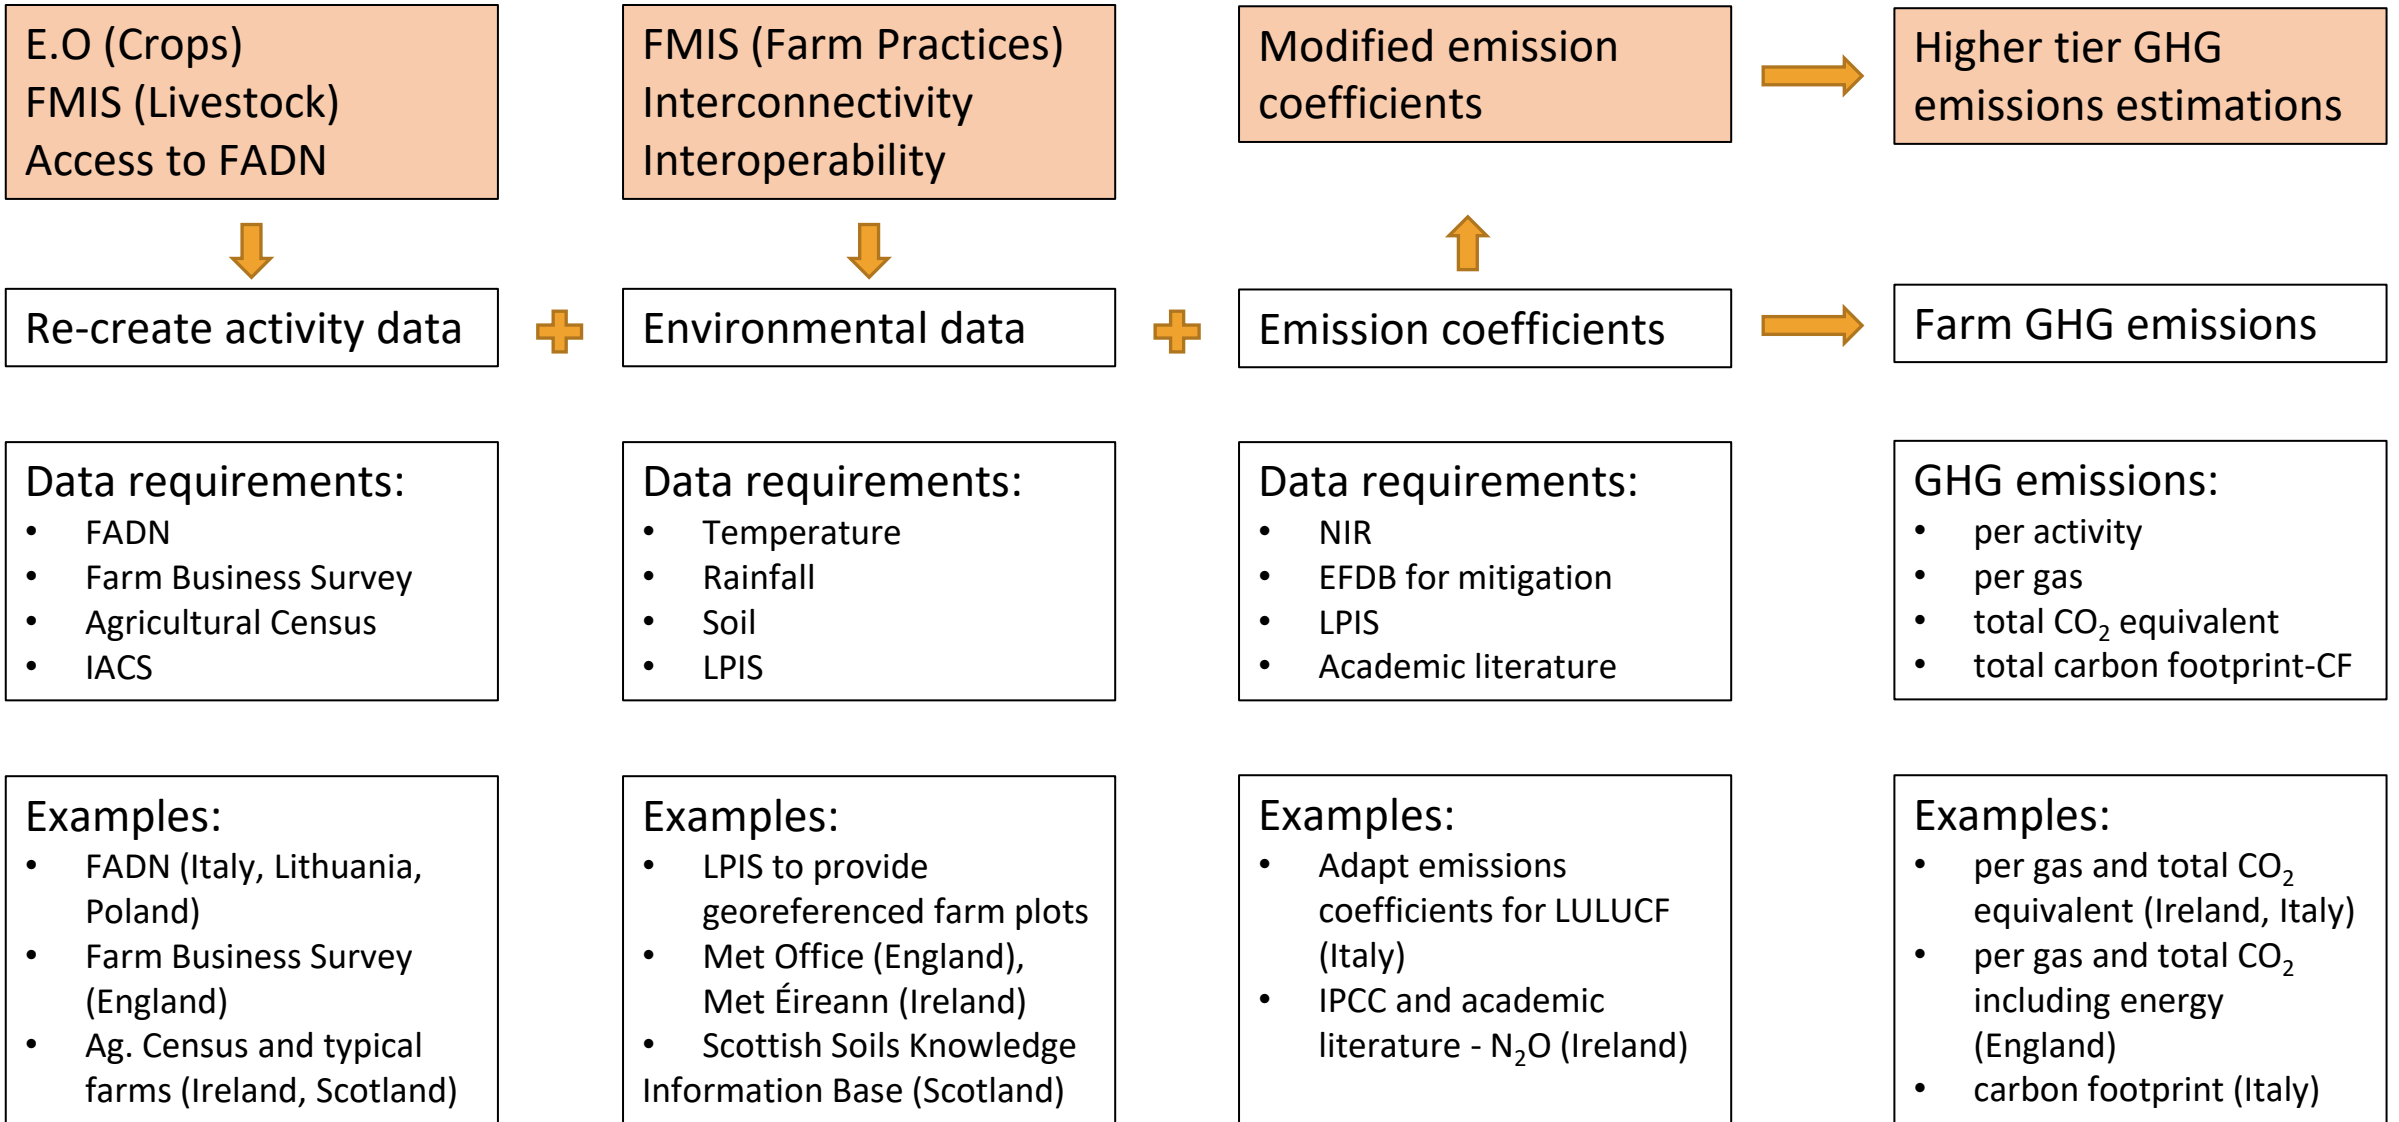 E.O (Crops)
FMIS (Livestock)
Access to FADN
FMIS (Farm Practices)
Interconnectivity
Interoperability
Modified emission
coefficients
Higher tier GHG
emissions estimations
Re-create activity data
Environmental data
Emission coefficients
Farm GHG emissions
Data requirements:
• FADN
• Farm Business Survey
• Agricultural Census
• IACS
Data requirements:
• Temperature
• Rainfall
• Soil
• LPIS
Data requirements:
• NIR
• EFDB for mitigation
• LPIS
• Academic literature
GHG emissions:
• per activity
• per gas
• total CO₂ equivalent
• total carbon footprint-CF
Examples:
• FADN (Italy, Lithuania,
Poland)
• Farm Business Survey
(England)
• Ag. Census and typical
farms (Ireland, Scotland)
Examples:
• LPIS to provide
georeferenced farm plots
• Met Office (England),
Met Éireann (Ireland)
• Scottish Soils Knowledge
Information Base (Scotland)
Examples:
• Adapt emissions
coefficients for LULUCF
(Italy)
• IPCC and academic
literature - N₂O (Ireland)
Examples:
• per gas and total CO₂
equivalent (Ireland, Italy)
• per gas and total CO₂
including energy
(England)
• carbon footprint (Italy)